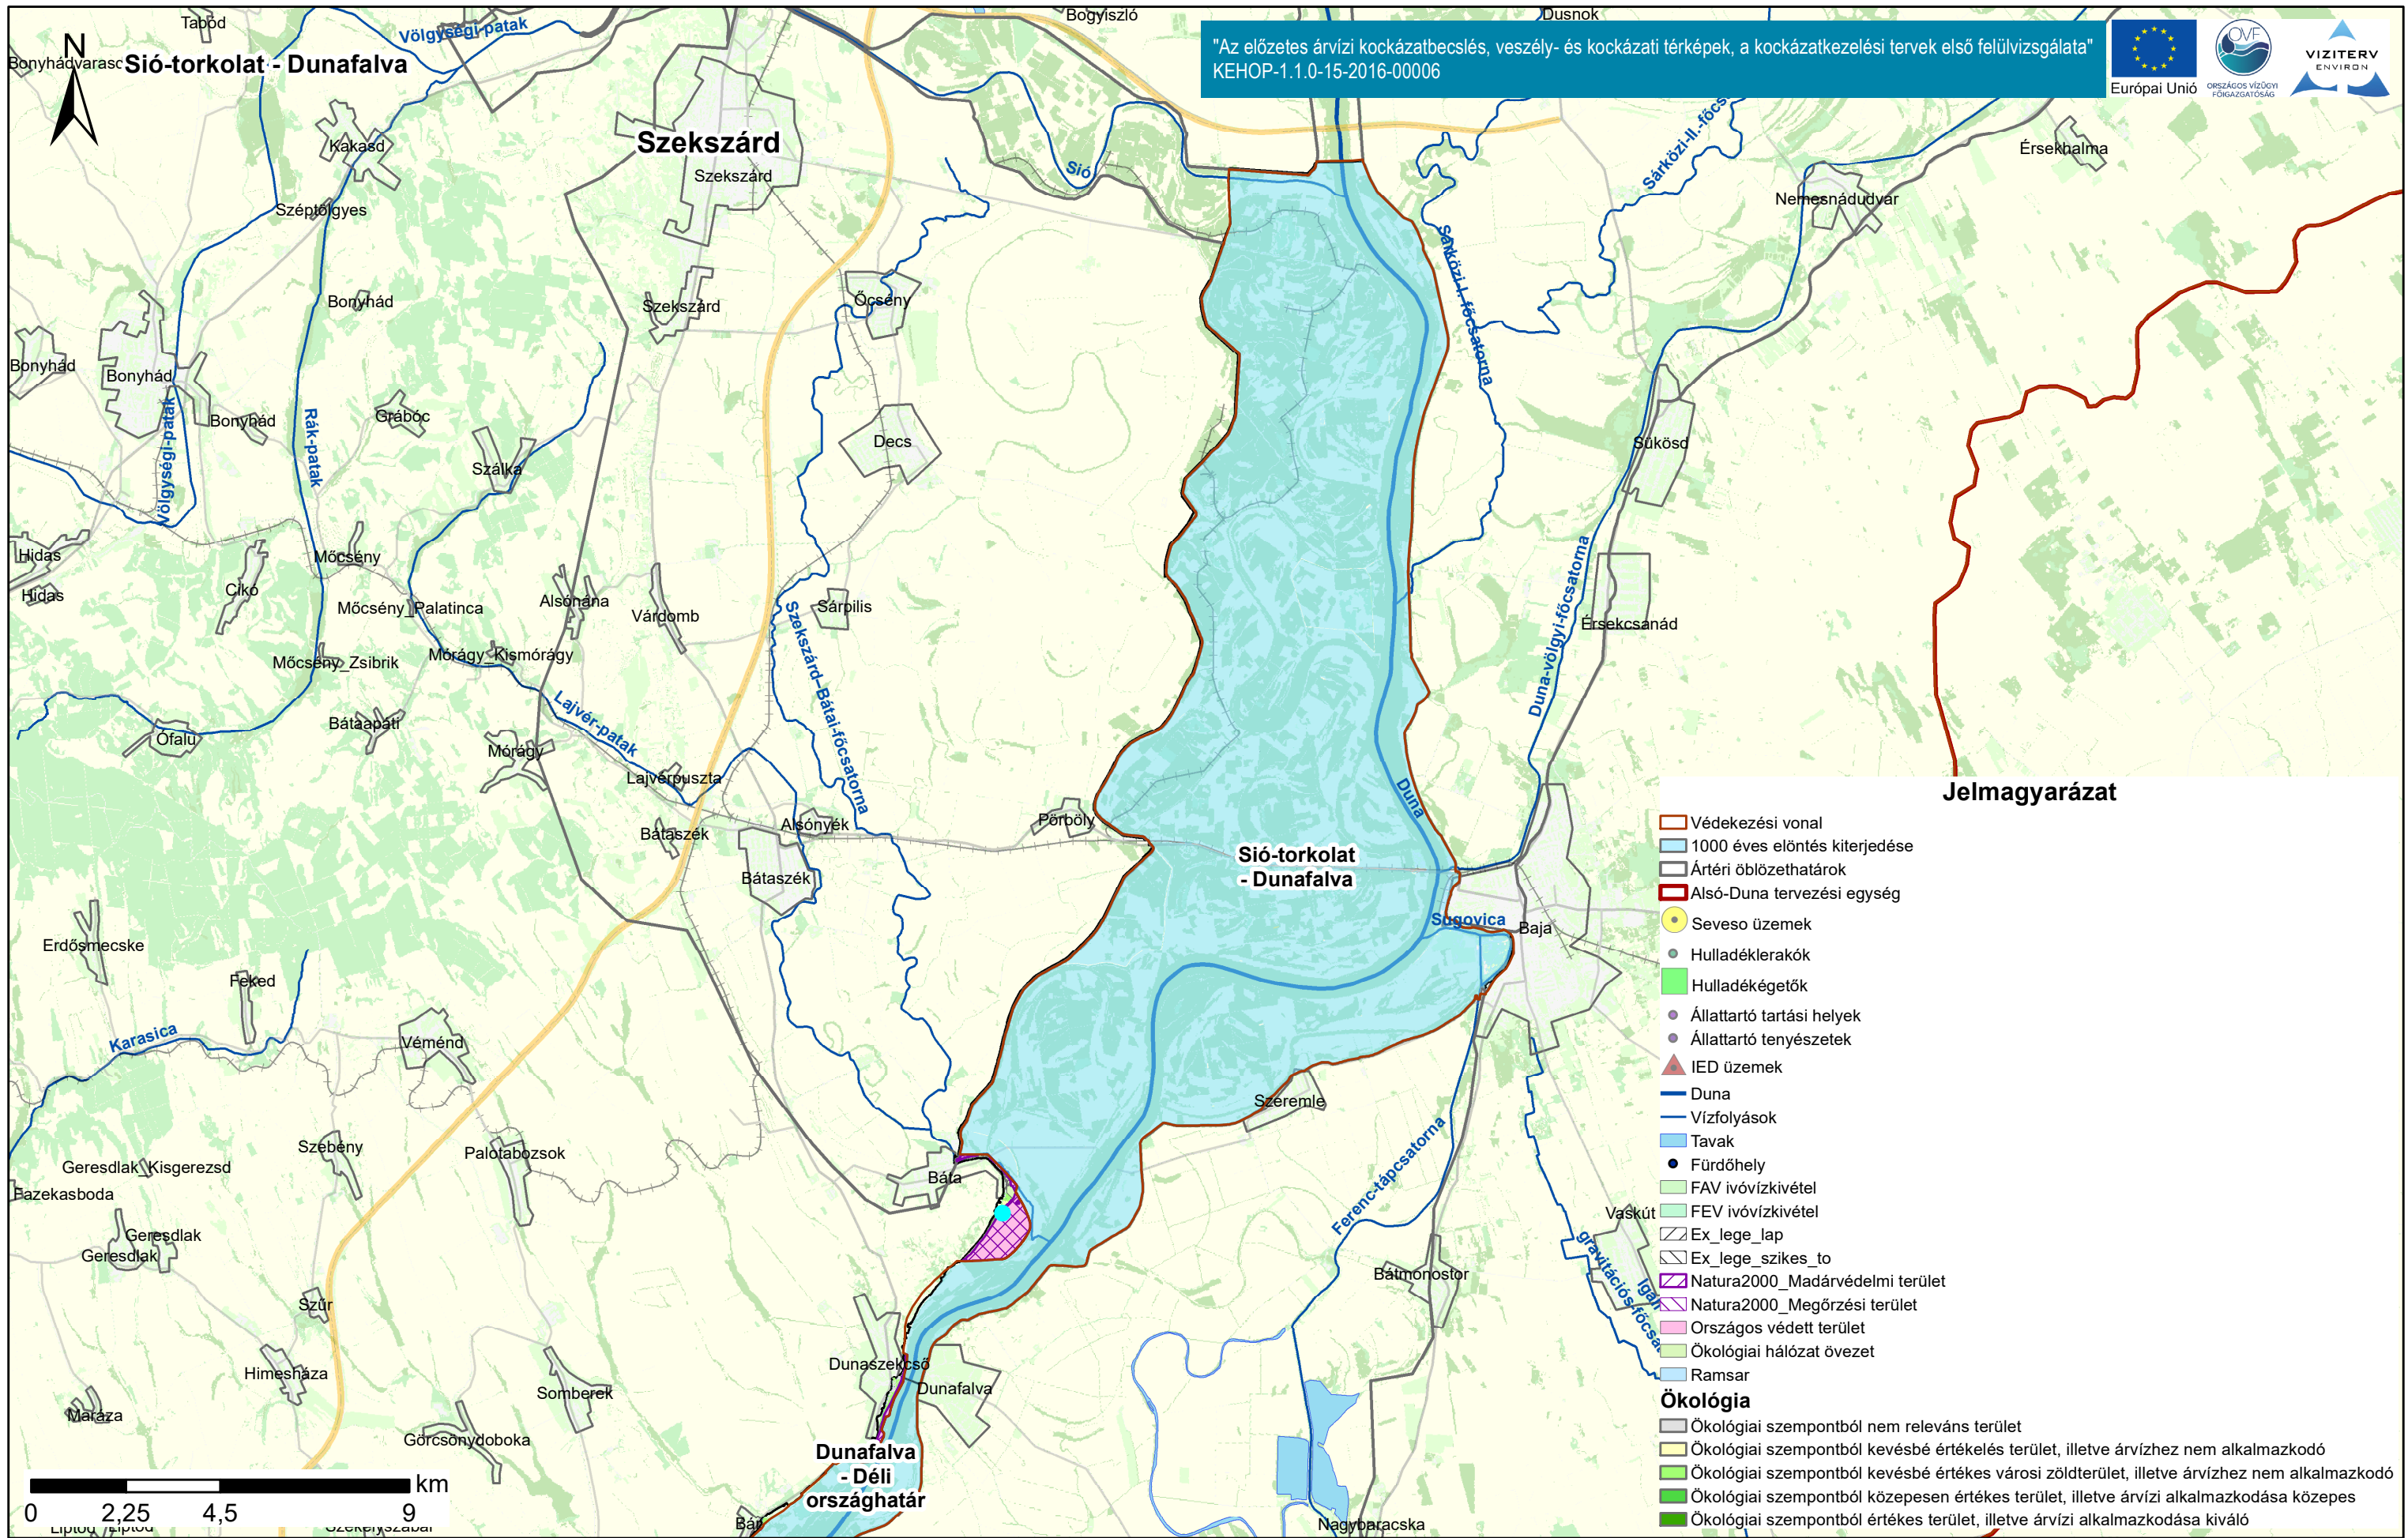 Tabód
Völgységi-patak
Bogyiszló
Dusnok
N
Sió-torkolat - Dunafalva
"Az előzetes árvízi kockázatbecslés, veszély- és kockázati térképek, a kockázatkezelési tervek első felülvizsgálata"
KEHOP-1.1.0-15-2016-00006
Európai Unió
OVF
ORSZÁGOS VÍZÜGYI
FŐIGAZGATÓSÁG
VIZITERV
ENVIRON
Kakasd
Szekszárd
Szekszárd
Sió
Sárközi-II.-főcs
Érsekhalma
Széptölgyes
Nemesnádudvar
Sárközi-I.-főcsatorna
Bonyhád
Szekszárd
Őcsény
Bonyhád
Bonyhád
Bonyhád
Völgységi-patak
Rák-patak
Grábóc
Szálka
Decs
Sükösd
Hidas
Hidas
Cikó
Mőcsény
Mőcsény_Palatinca
Alsónána
Várdomb
Sárpilis
Szekszárd–Bátai-főcsatorna
Duna-völgyi-főcsatorna
Érsekcsanád
Mőcsény_Zsibrik
Mórágy_Kismórágy
Lajvér-patak
Ófalu
Bátaapáti
Mórágy
Lajvérpuszta
Bátaszék
Alsónyék
Bátaszék
Pörböly
Duna
Sió-torkolat
- Dunafalva
Sugovica
Baja
Erdősmecske
Feked
Karasica
Véménd
Szeremle
Szebény
Palotabozsok
Geresdlak_Kisgerezsd
Fazekasboda
Geresdlak
Geresdlak
Báta
Ferenc-tápcsatorna
Vaskút
gravitációs-főcsat
Bátmonostor
Szűr
Himesháza
Maráza
Somberek
Görcsönydoboka
Dunaszekcső
Dunafalva
Dunafalva
- Déli
országhatár
Bár
Nagybaracska
km
0 2,25 4,5 9
Jelmagyarázat
Védekezési vonal
1000 éves elöntés kiterjedése
Ártéri öblözethatárok
Alsó-Duna tervezési egység
Seveso üzemek
Hulladéklerakók
Hulladékégetők
Állattartó tartási helyek
Állattartó tenyészetek
IED üzemek
Duna
Vízfolyások
Tavak
Fürdőhely
FAV ivóvízkivétel
FEV ivóvízkivétel
Ex_lege_lap
Ex_lege_szikes_to
Natura2000_Madárvédelmi terület
Natura2000_Megőrzési terület
Országos védett terület
Ökológiai hálózat övezet
Ramsar
Ökológia
Ökológiai szempontból nem releváns terület
Ökológiai szempontból kevésbé értékelés terület, illetve árvízhez nem alkalmazkodó
Ökológiai szempontból kevésbé értékes városi zöldterület, illetve árvízhez nem alkalmazkodó
Ökológiai szempontból közepesen értékes terület, illetve árvízi alkalmazkodása közepes
Ökológiai szempontból értékes terület, illetve árvízi alkalmazkodása kiváló